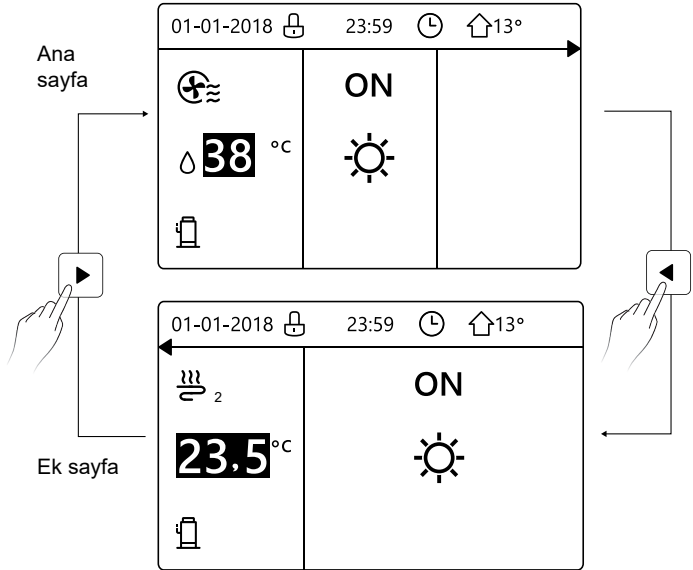 Ana
sayfa
01-01-2018 23:59 13°
ON
38 °C
01-01-2018 23:59 13°
2
ON
23,5 °C
Ek sayfa